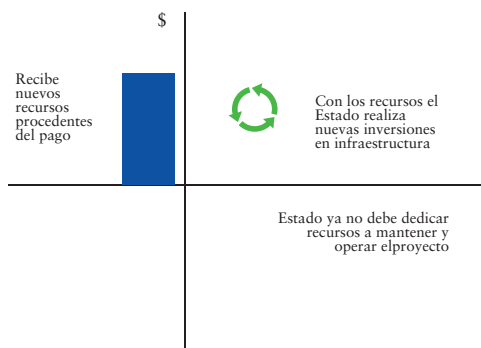 $
Recibe
nuevos
recursos
procedentes
del pago
Con los recursos el
Estado realiza
nuevas inversiones
en infraestructura
Estado ya no debe dedicar
recursos a mantener y
operar elproyecto